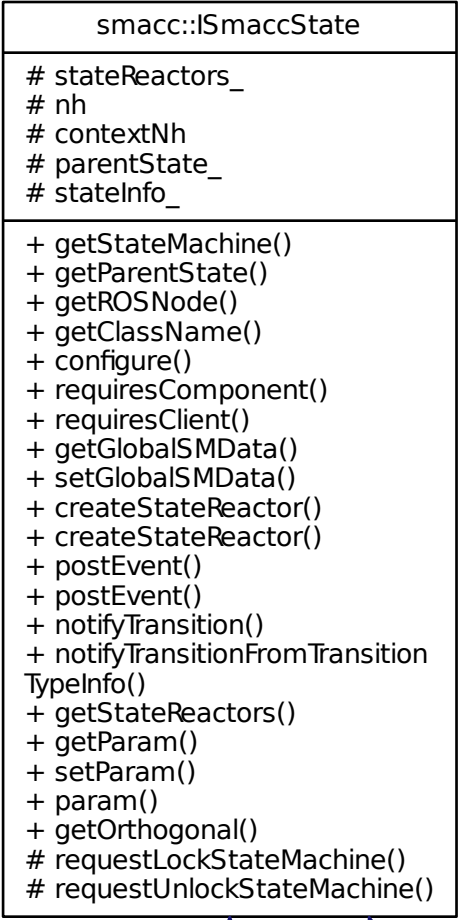 smacc::ISmaccState
# stateReactors_
# nh
# contextNh
# parentState_
# stateInfo_
+ getStateMachine()
+ getParentState()
+ getROSNode()
+ getClassName()
+ configure()
+ requiresComponent()
+ requiresClient()
+ getGlobalSMData()
+ setGlobalSMData()
+ createStateReactor()
+ createStateReactor()
+ postEvent()
+ postEvent()
+ notifyTransition()
+ notifyTransitionFromTransition
TypeInfo()
+ getStateReactors()
+ getParam()
+ setParam()
+ param()
+ getOrthogonal()
# requestLockStateMachine()
# requestUnlockStateMachine()